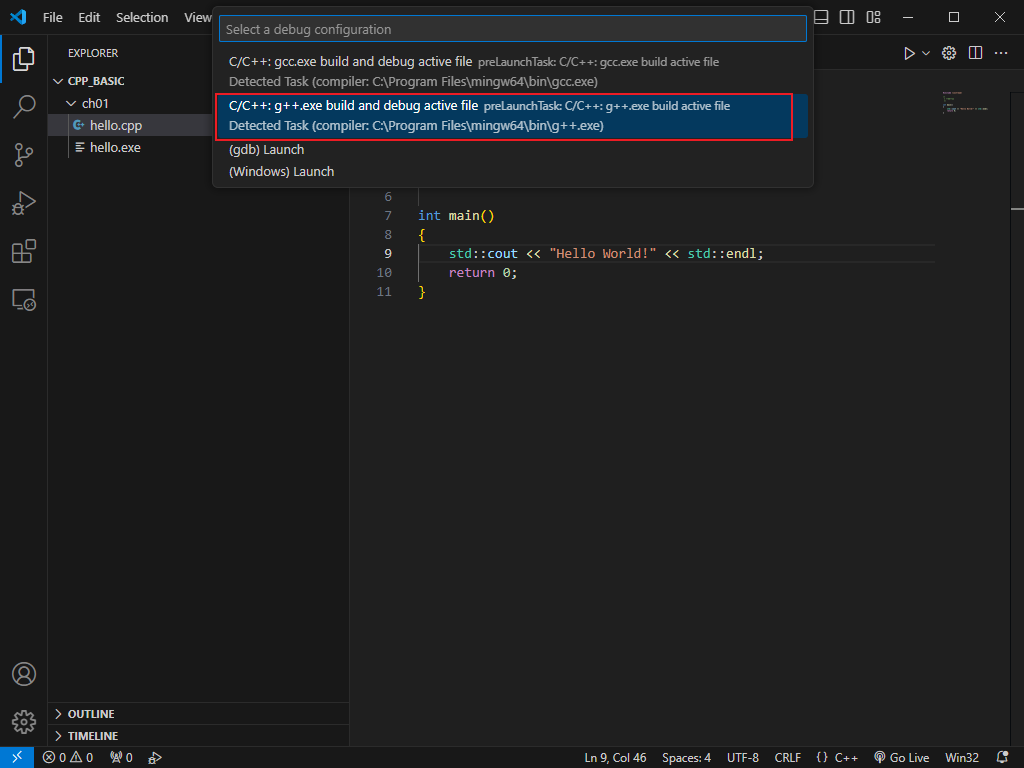 File Edit Selection View
Select a debug configuration
C/C++: gcc.exe build and debug active file preLaunchTask: C/C++: gcc.exe build active file
Detected Task (compiler: C:\Program Files\mingw64\bin\gcc.exe)
C/C++: g++.exe build and debug active file preLaunchTask: C/C++: g++.exe build active file
Detected Task (compiler: C:\Program Files\mingw64\bin\g++.exe)
(gdb) Launch
(Windows) Launch
EXPLORER
CPP_BASIC
ch01
hello.cpp
hello.exe
6
7 int main()
8 {
9 std::cout << "Hello World!" << std::endl;
10 return 0;
11 }
OUTLINE
TIMELINE
0 0 0 Ln 9, Col 46 Spaces: 4 UTF-8 CRLF {} C++ Go Live Win32